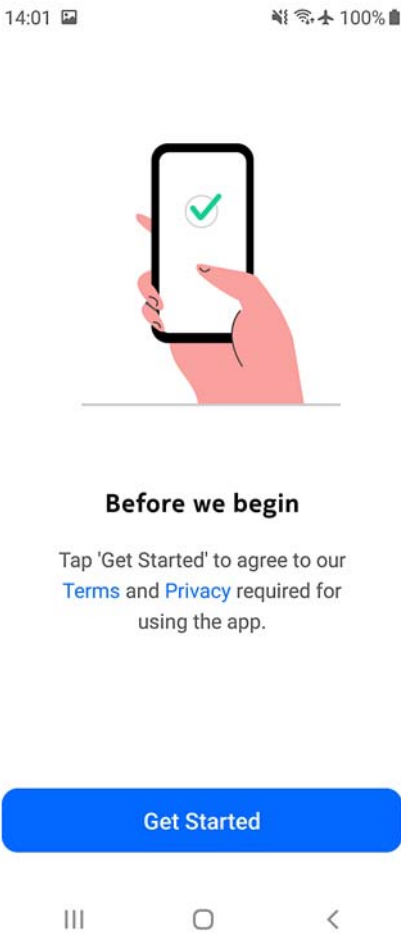 14:01 100%
Before we begin
Tap 'Get Started' to agree to our
Terms and Privacy required for
using the app.
Get Started